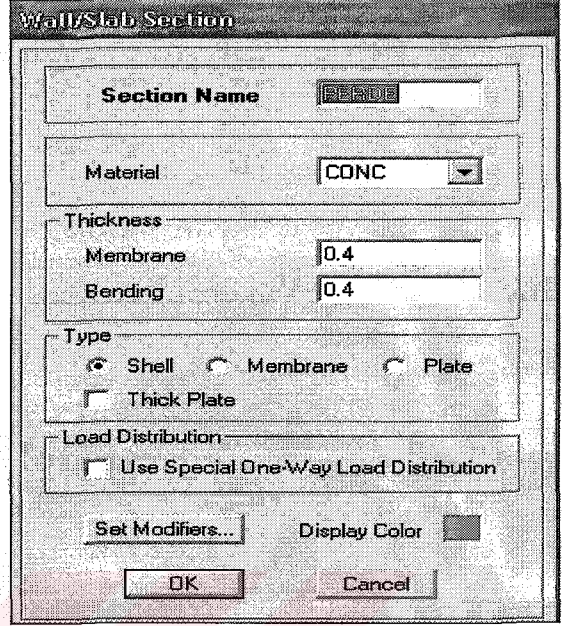 Wall/Slab Section
Section Name PERDE
Material CONC
Thickness
Membrane 0.4
Bending 0.4
Type
Shell Membrane Plate
Thick Plate
Load Distribution
Use Special One-Way Load Distribution
Set Modifiers... Display Color
OK Cancel